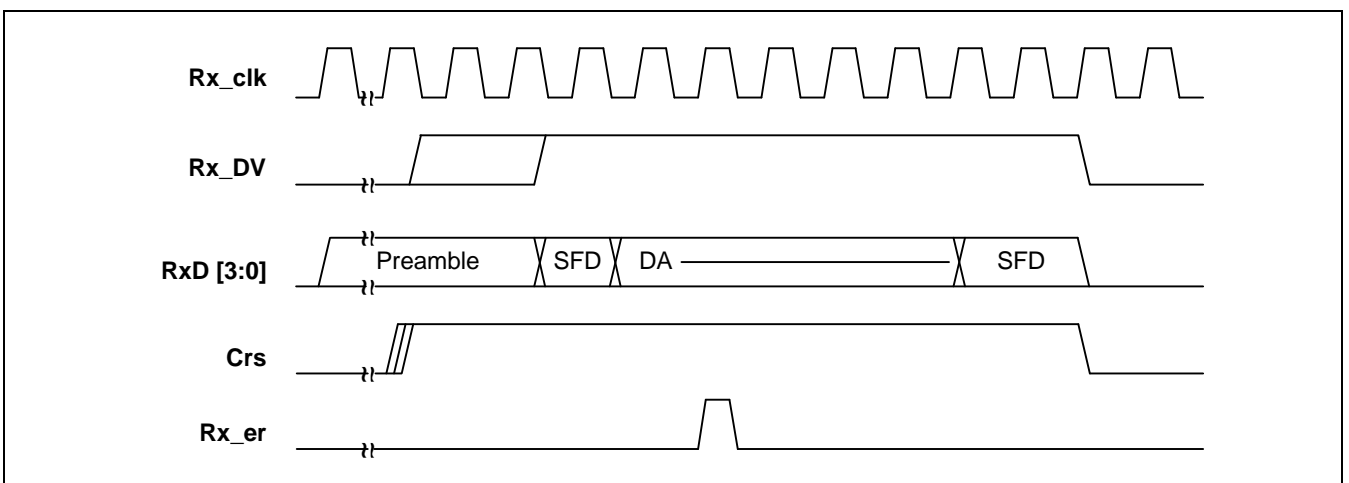 Rx_clk
Rx_DV
RxD [3:0] Preamble SFD DA SFD
Crs
Rx_er